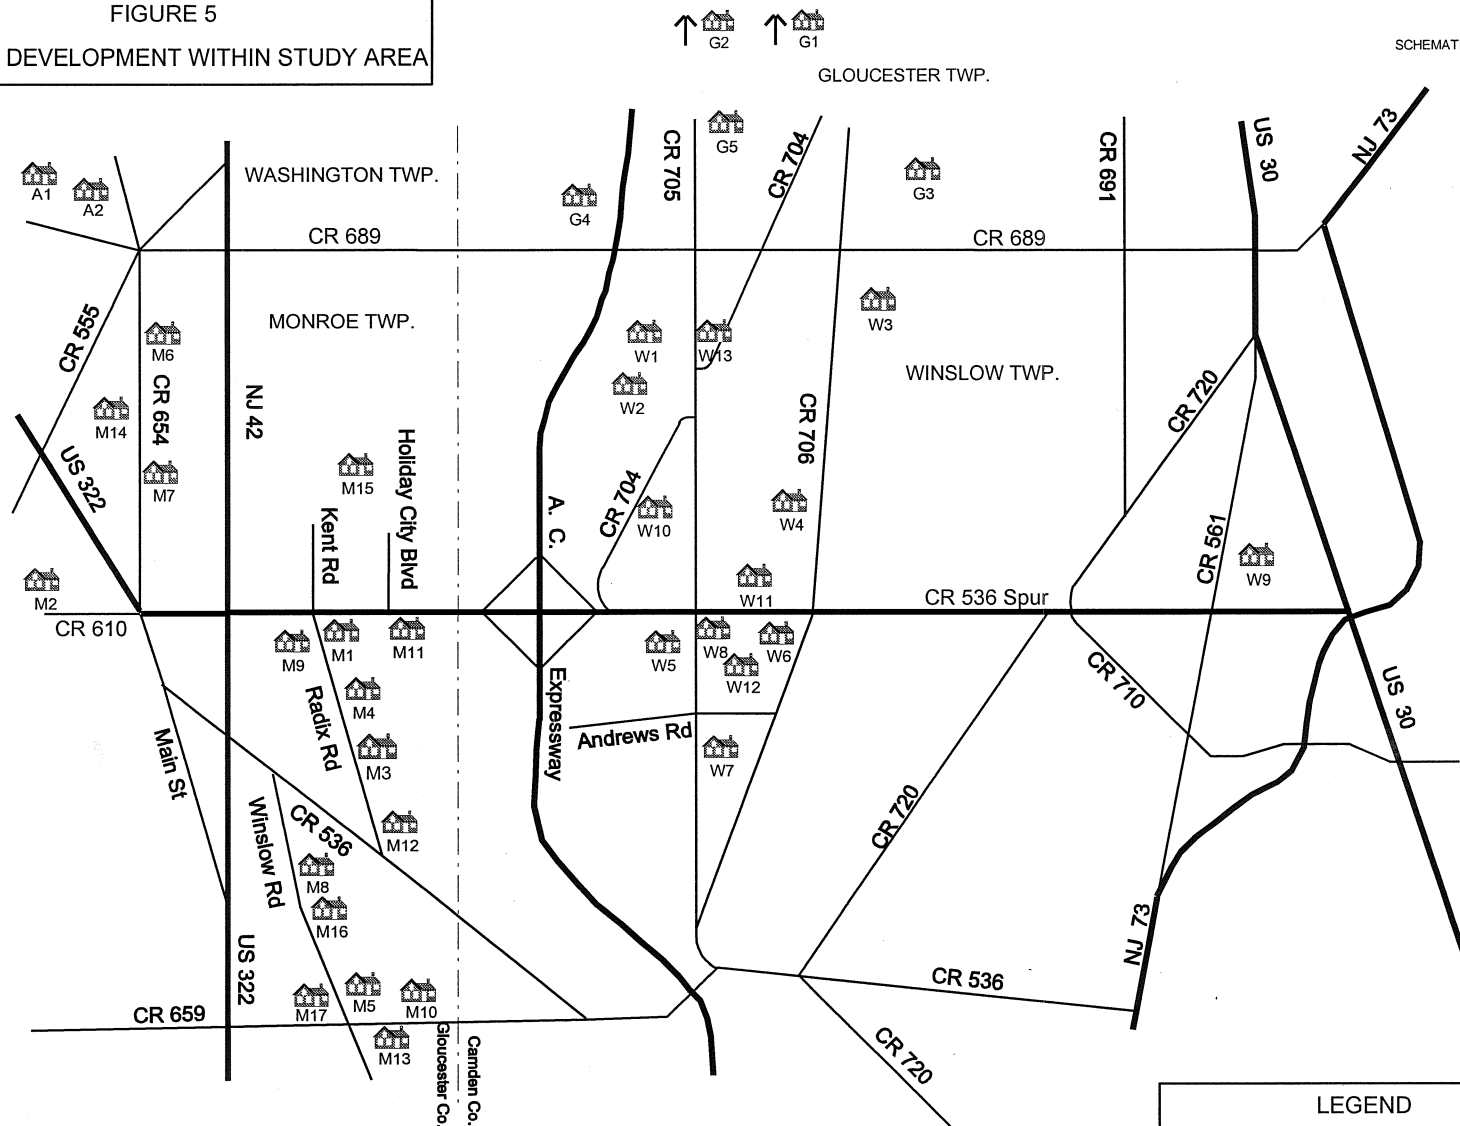 FIGURE 5
DEVELOPMENT WITHIN STUDY AREA
G2
G1
SCHEMAT
GLOUCESTER TWP.
G5
CR 705
CR 704
G3
CR 691
US 30
NJ 73
A1
A2
WASHINGTON TWP.
G4
CR 689
CR 689
MONROE TWP.
CR 555
M6
W1
W13
W3
WINSLOW TWP.
CR 654
NJ 42
W2
CR 720
M14
CR 706
US 322
M7
M15
Holiday City Blvd
Kent Rd
A. C.
CR 704
W10
W4
CR 561
W9
M2
W11
CR 536 Spur
CR 610
M9
M1
M11
W5
W8
W6
W12
CR 710
US 30
M4
Radix Rd
Expressway
Main St
M3
Andrews Rd
W7
Winslow Rd
CR 536
M12
CR 720
M8
M16
US 322
NJ 73
CR 536
M17
M5
M10
CR 659
M13
Gloucester Co.
Camden Co.
CR 720
LEGEND